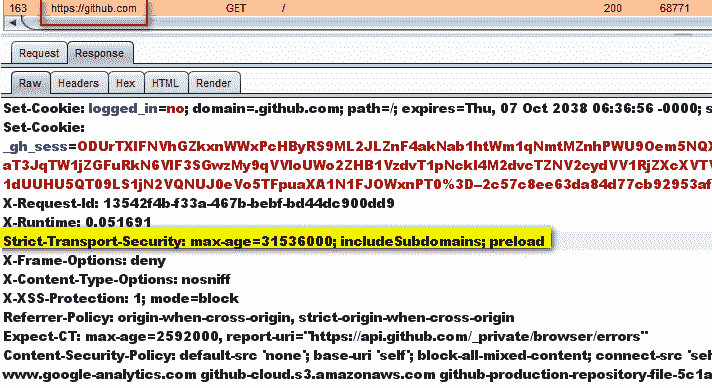 163 https://github.com GET / 200 68771
Request Response
Raw Headers Hex HTML Render
Set-Cookie: logged_in=no; domain=.github.com; path=/; expires=Thu, 07 Oct 2038 06:36:56 -0000; s
Set-Cookie:
_gh_sess=ODUrTXlFNVhGZkxnWWxPcHByRS9ML2JLZnF4akNab1htWm1qNmtMZnhPWU9Oem5NQX
aT3JqTW1jZGFuRkN6VlF3SGwzMy9qVVloUWo2ZHB1VzdvT1pNckl4M2dvcTZNV2cydVV1RjZXcXVTV
1dUUHU5QT09LS1jN2VQNUJ0eVo5TFpuaXA1N1FJOWxnPT0%3D--2c57c8ee63da84d77cb92953af
X-Request-Id: 13542f4b-f33a-467b-bebf-bd44dc900dd9
X-Runtime: 0.051691
Strict-Transport-Security: max-age=31536000; includeSubdomains; preload
X-Frame-Options: deny
X-Content-Type-Options: nosniff
X-XSS-Protection: 1; mode=block
Referrer-Policy: origin-when-cross-origin, strict-origin-when-cross-origin
Expect-CT: max-age=2592000, report-uri="https://api.github.com/_private/browser/errors"
Content-Security-Policy: default-src 'none'; base-uri 'self'; block-all-mixed-content; connect-src 'sel
www.google-analytics.com github-cloud.s3.amazonaws.com github-production-repository-file-5c1a